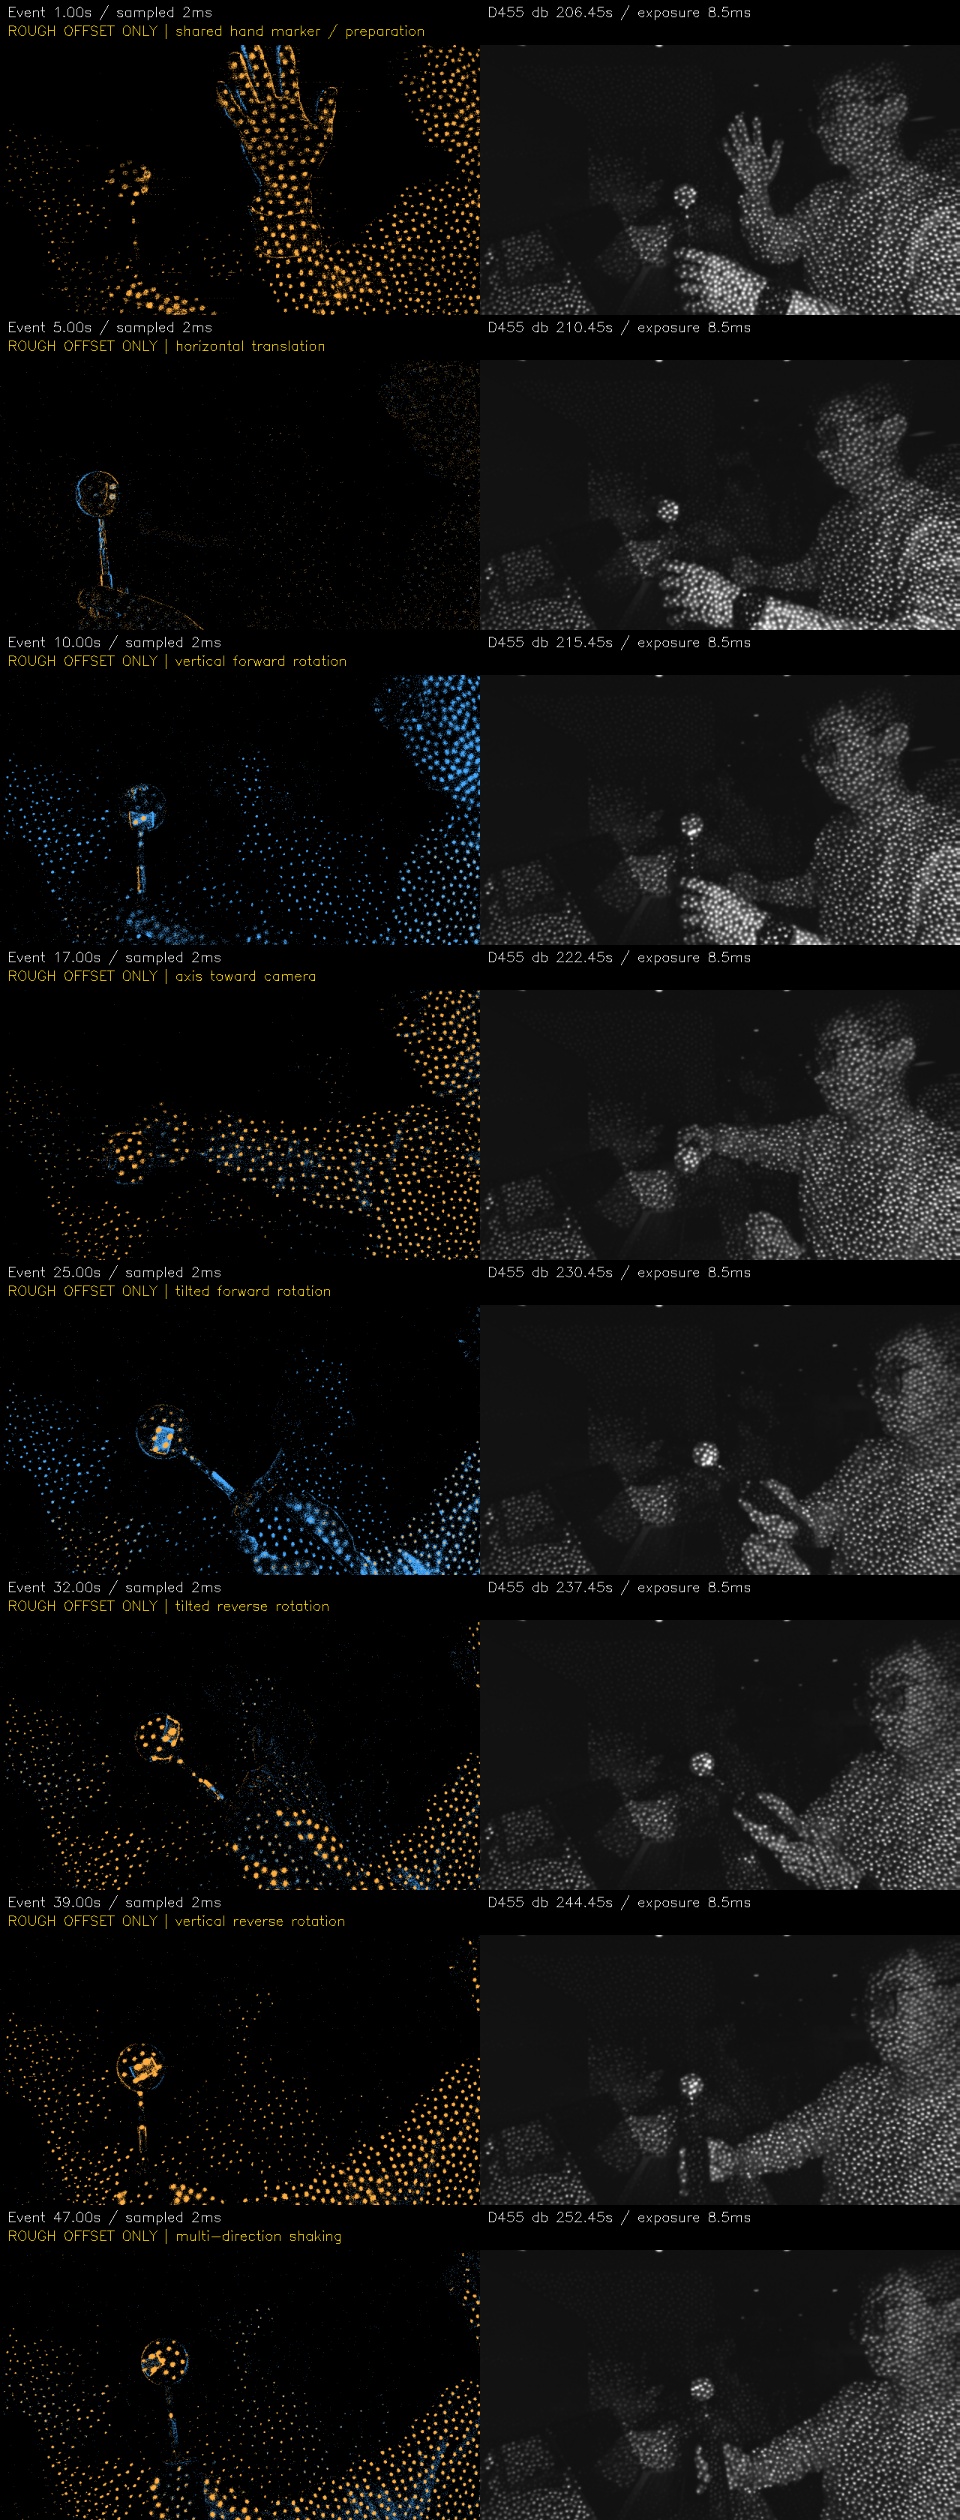 Event 1.00s / sampled 2ms
D455 db 206.45s / exposure 8.5ms
ROUGH OFFSET ONLY | shared hand marker / preparation
Event 5.00s / sampled 2ms
D455 db 210.45s / exposure 8.5ms
ROUGH OFFSET ONLY | horizontal translation
Event 10.00s / sampled 2ms
D455 db 215.45s / exposure 8.5ms
ROUGH OFFSET ONLY | vertical forward rotation
Event 17.00s / sampled 2ms
D455 db 222.45s / exposure 8.5ms
ROUGH OFFSET ONLY | axis toward camera
Event 25.00s / sampled 2ms
D455 db 230.45s / exposure 8.5ms
ROUGH OFFSET ONLY | tilted forward rotation
Event 32.00s / sampled 2ms
D455 db 237.45s / exposure 8.5ms
ROUGH OFFSET ONLY | tilted reverse rotation
Event 39.00s / sampled 2ms
D455 db 244.45s / exposure 8.5ms
ROUGH OFFSET ONLY | vertical reverse rotation
Event 47.00s / sampled 2ms
D455 db 252.45s / exposure 8.5ms
ROUGH OFFSET ONLY | multi-direction shaking